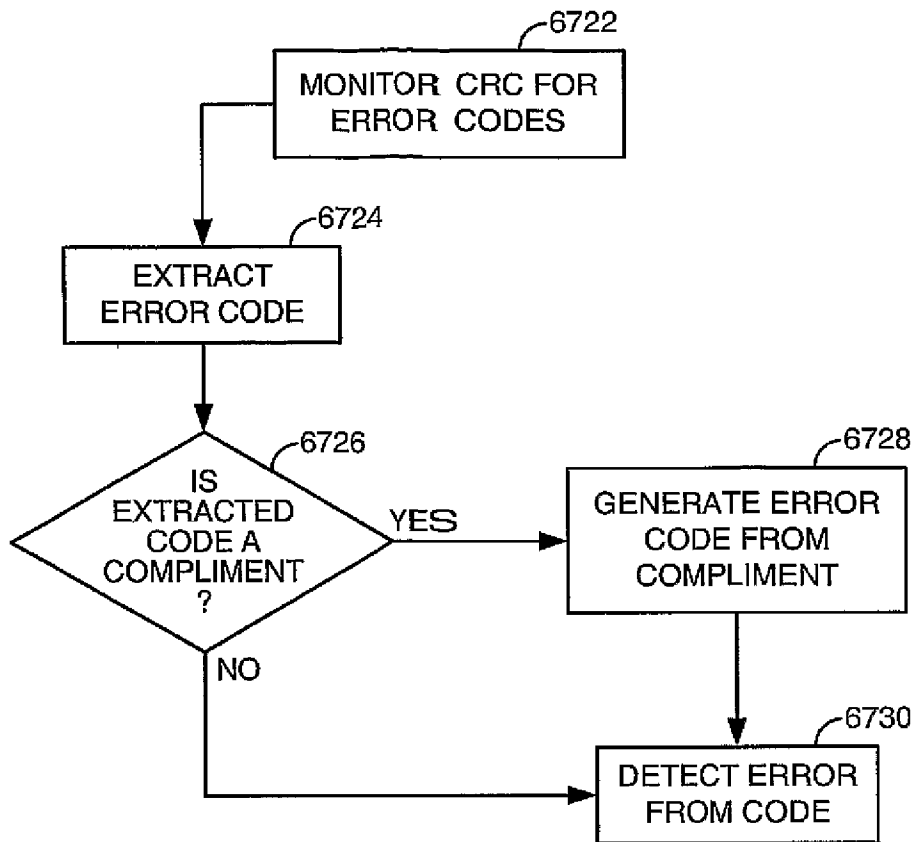 6722
MONITOR CRC FOR
ERROR CODES
6724
EXTRACT
ERROR CODE
6726
IS
EXTRACTED
CODE A
COMPLIMENT
?
YES
NO
6728
GENERATE ERROR
CODE FROM
COMPLIMENT
6730
DETECT ERROR
FROM CODE